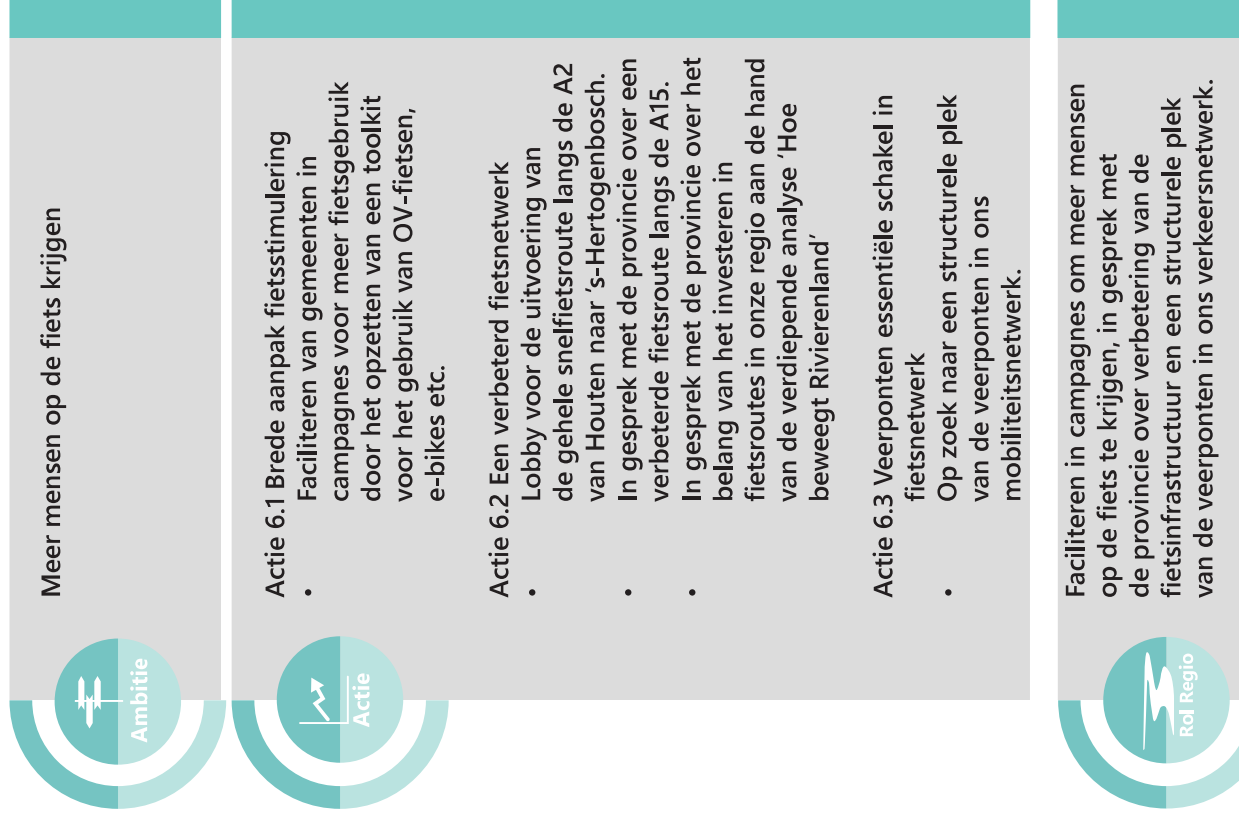 Ambitie
Meer mensen op de fiets krijgen
Actie
Actie 6.1 Brede aanpak fietsstimulering
• Faciliteren van gemeenten in
campagnes voor meer fietsgebruik
door het opzetten van een toolkit
voor het gebruik van OV-fietsen,
e-bikes etc.
Actie 6.2 Een verbeterd fietsnetwerk
• Lobby voor de uitvoering van
de gehele snelfietsroute langs de A2
van Houten naar ‘s-Hertogenbosch.
• In gesprek met de provincie over een
verbeterde fietsroute langs de A15.
• In gesprek met de provincie over het
belang van het investeren in
fietsroutes in onze regio aan de hand
van de verdiepende analyse ‘Hoe
beweegt Rivierenland’
Actie 6.3 Veerponten essentiële schakel in
fietsnetwerk
• Op zoek naar een structurele plek
van de veerponten in ons
mobiliteitsnetwerk.
Rol Regio
Faciliteren in campagnes om meer mensen
op de fiets te krijgen, in gesprek met
de provincie over verbetering van de
fietsinfrastructuur en een structurele plek
van de veerponten in ons verkeersnetwerk.